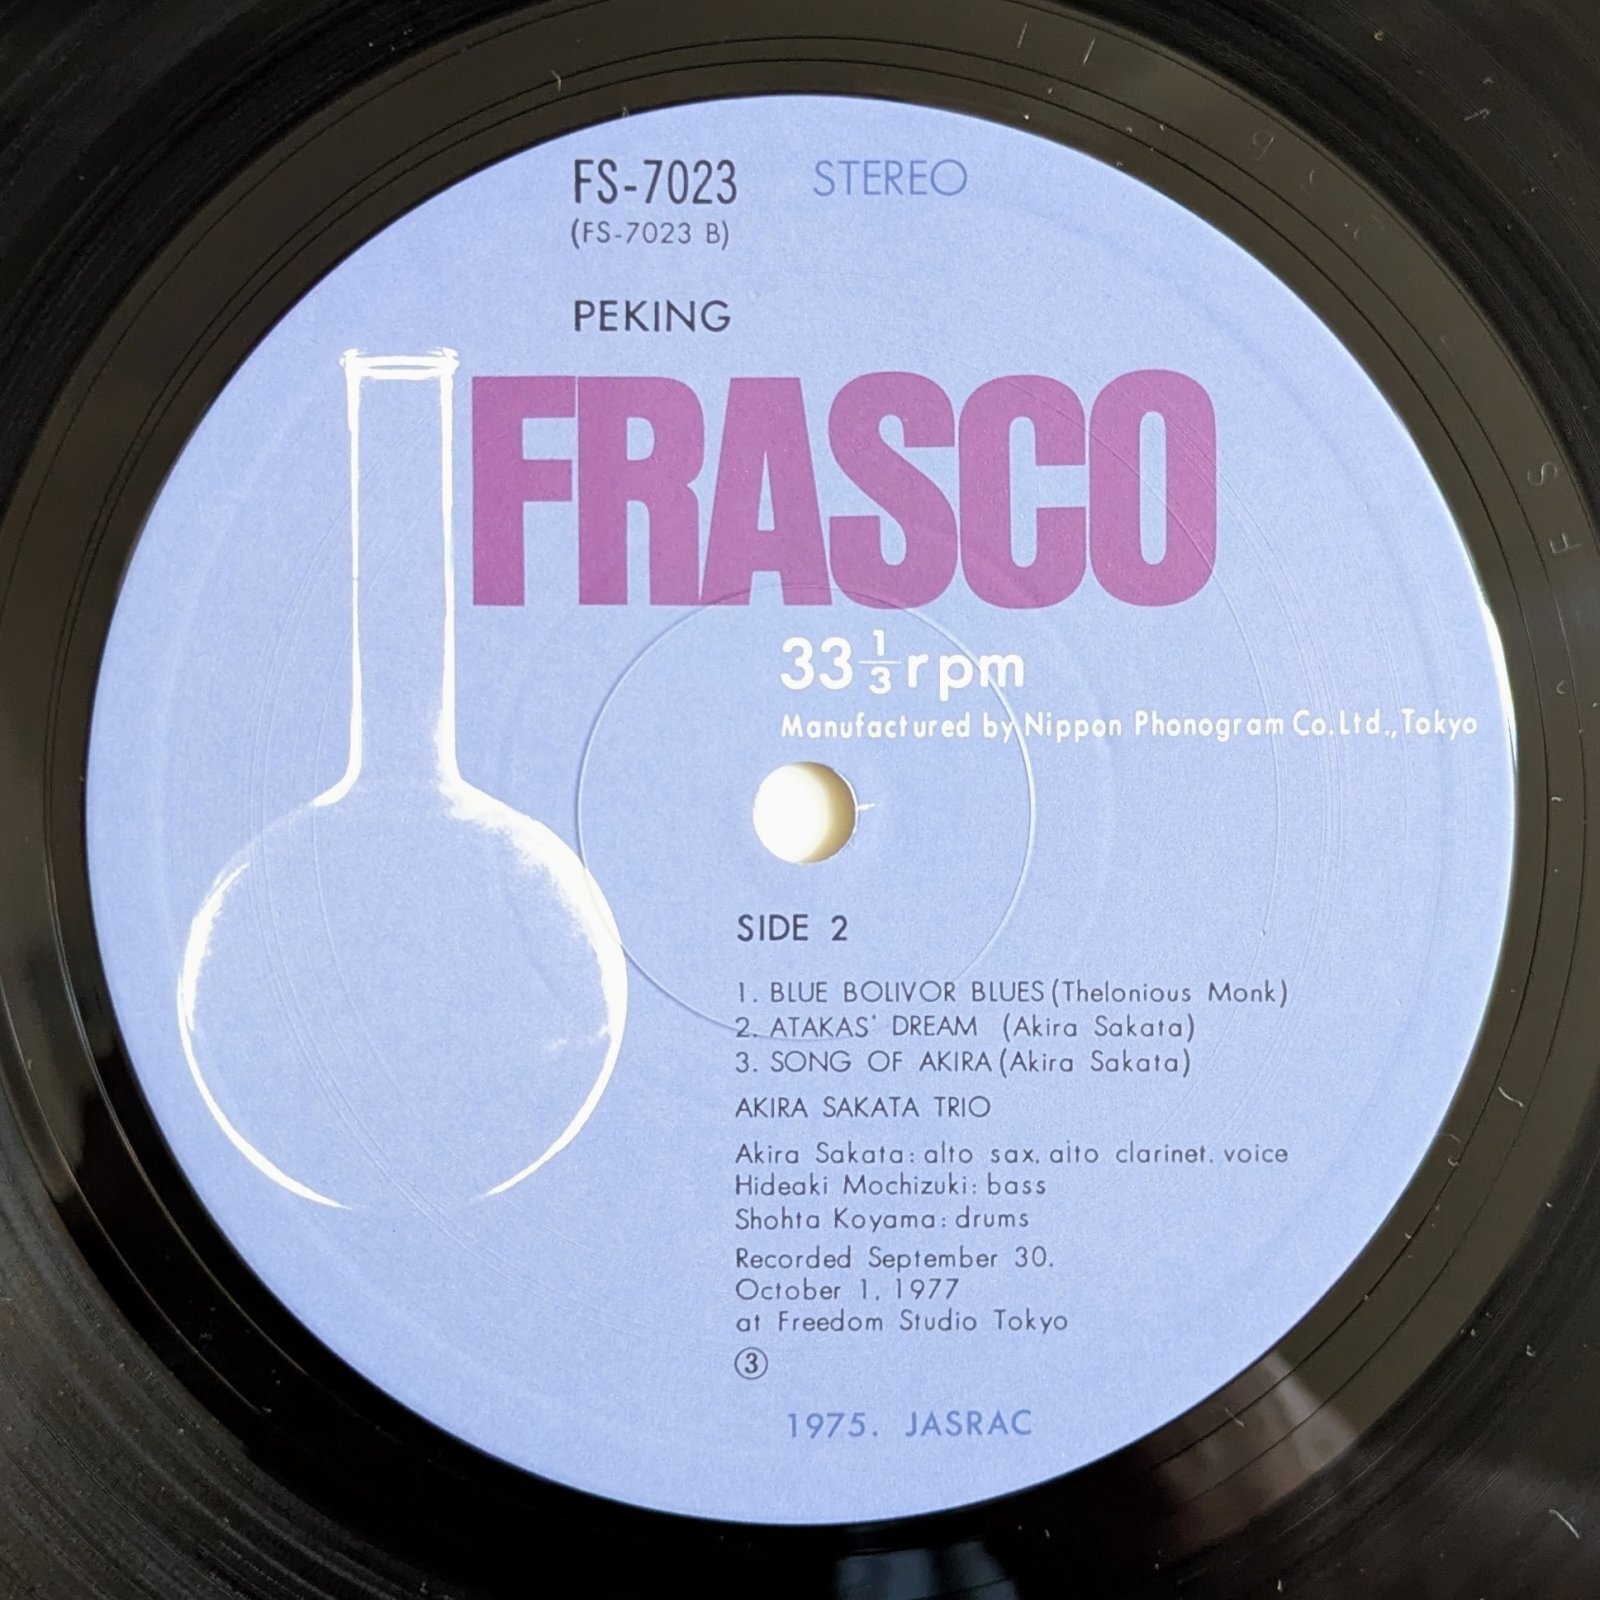 FS-7023 STEREO
(FS-7023 B)
PEKING
FRASCO
33 1/3 rpm
Manufactured by Nippon Phonogram Co. Ltd., Tokyo
SIDE 2
1. BLUE BOLIVOR BLUES (Thelonious Monk)
2. ATAKAS' DREAM (Akira Sakata)
3. SONG OF AKIRA (Akira Sakata)
AKIRA SAKATA TRIO
Akira Sakata: alto sax. alto clarinet. voice
Hideaki Mochizuki: bass
Shohta Koyama: drums
Recorded September 30.
October 1. 1977
at Freedom Studio Tokyo
③
1975. JASRAC